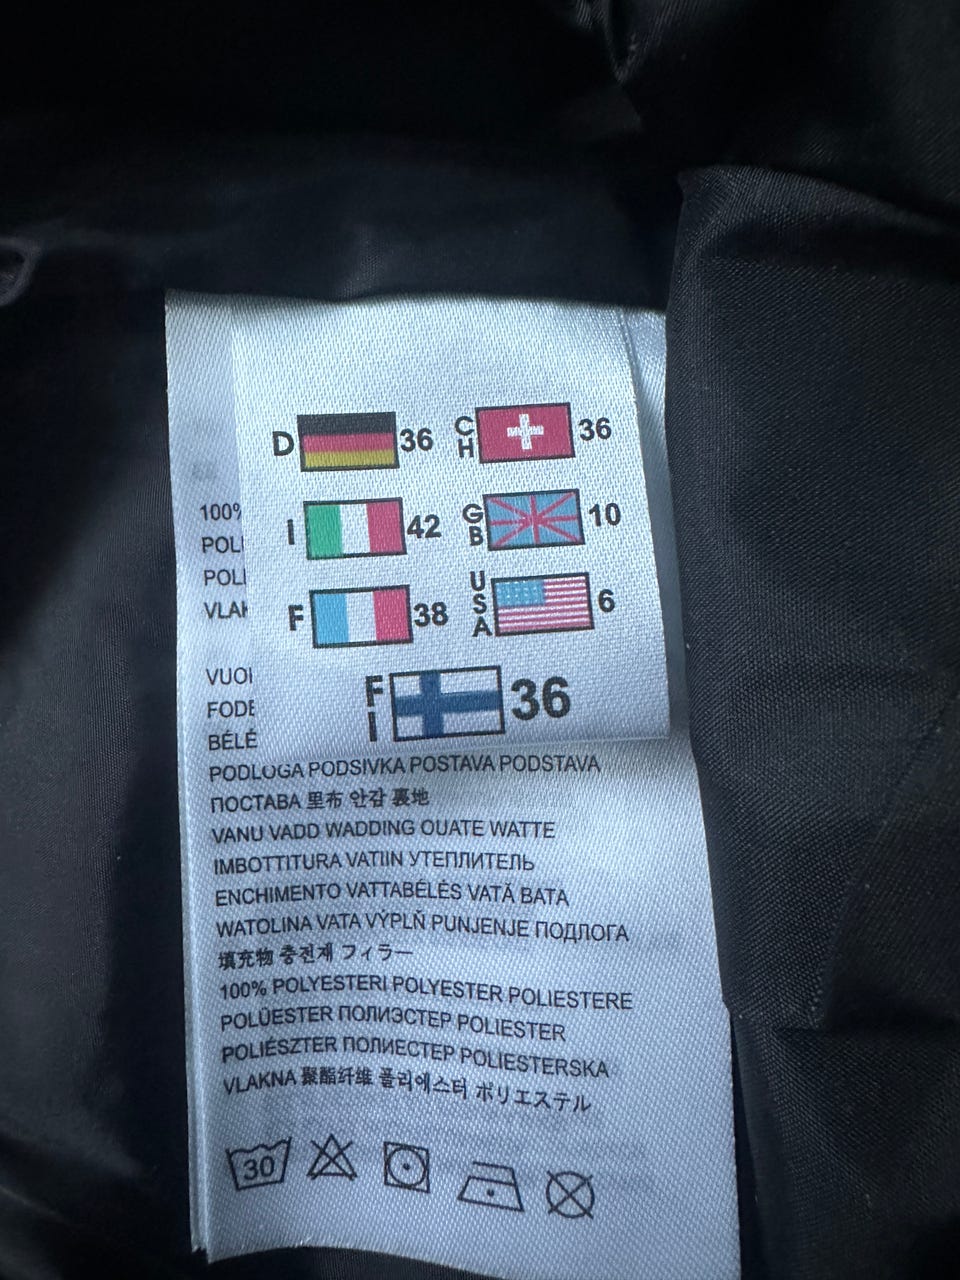 D 36 CH 36
I 42 GB 10
F 38 USA 6
FI 36
100%
POL
POLI
VLAK
VUOI
FODE
BÉLÉ
PODLOGA PODSIVKA POSTAVA PODSTAVA
ПОСТАВА 里布 안감 裏地
VANU VADD WADDING OUATE WATTE
IMBOTTITURA VATIIN УТЕПЛИТЕЛЬ
ENCHIMENTO VATTABÉLÉS VATĂ BATA
WATOLINA VATA VÝPLŇ PUNJENJE ПОДЛОГА
填充物 충전재 フィラー
100% POLYESTERI POLYESTER POLIESTERE
POLÜESTER ПОЛИЭСТЕР POLIESTER
POLIÉSZTER ПОЛИЕСТЕР POLIESTERSKA
VLAKNA 聚酯纤维 폴리에스터 ポリエステル
30